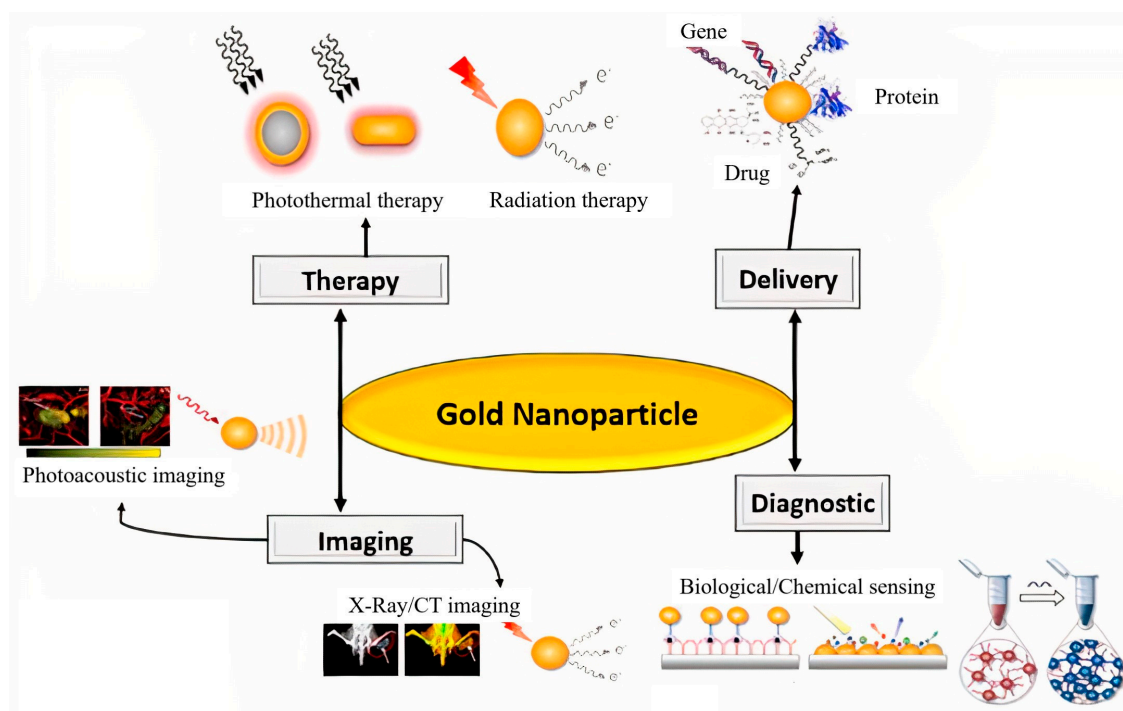 Gene
Protein
Drug
e-
e-
e-
Photothermal therapy
Radiation therapy
Therapy
Delivery
Gold Nanoparticle
Photoacoustic imaging
Diagnostic
Imaging
Biological/Chemical sensing
X-Ray/CT imaging
e-
e-
e-